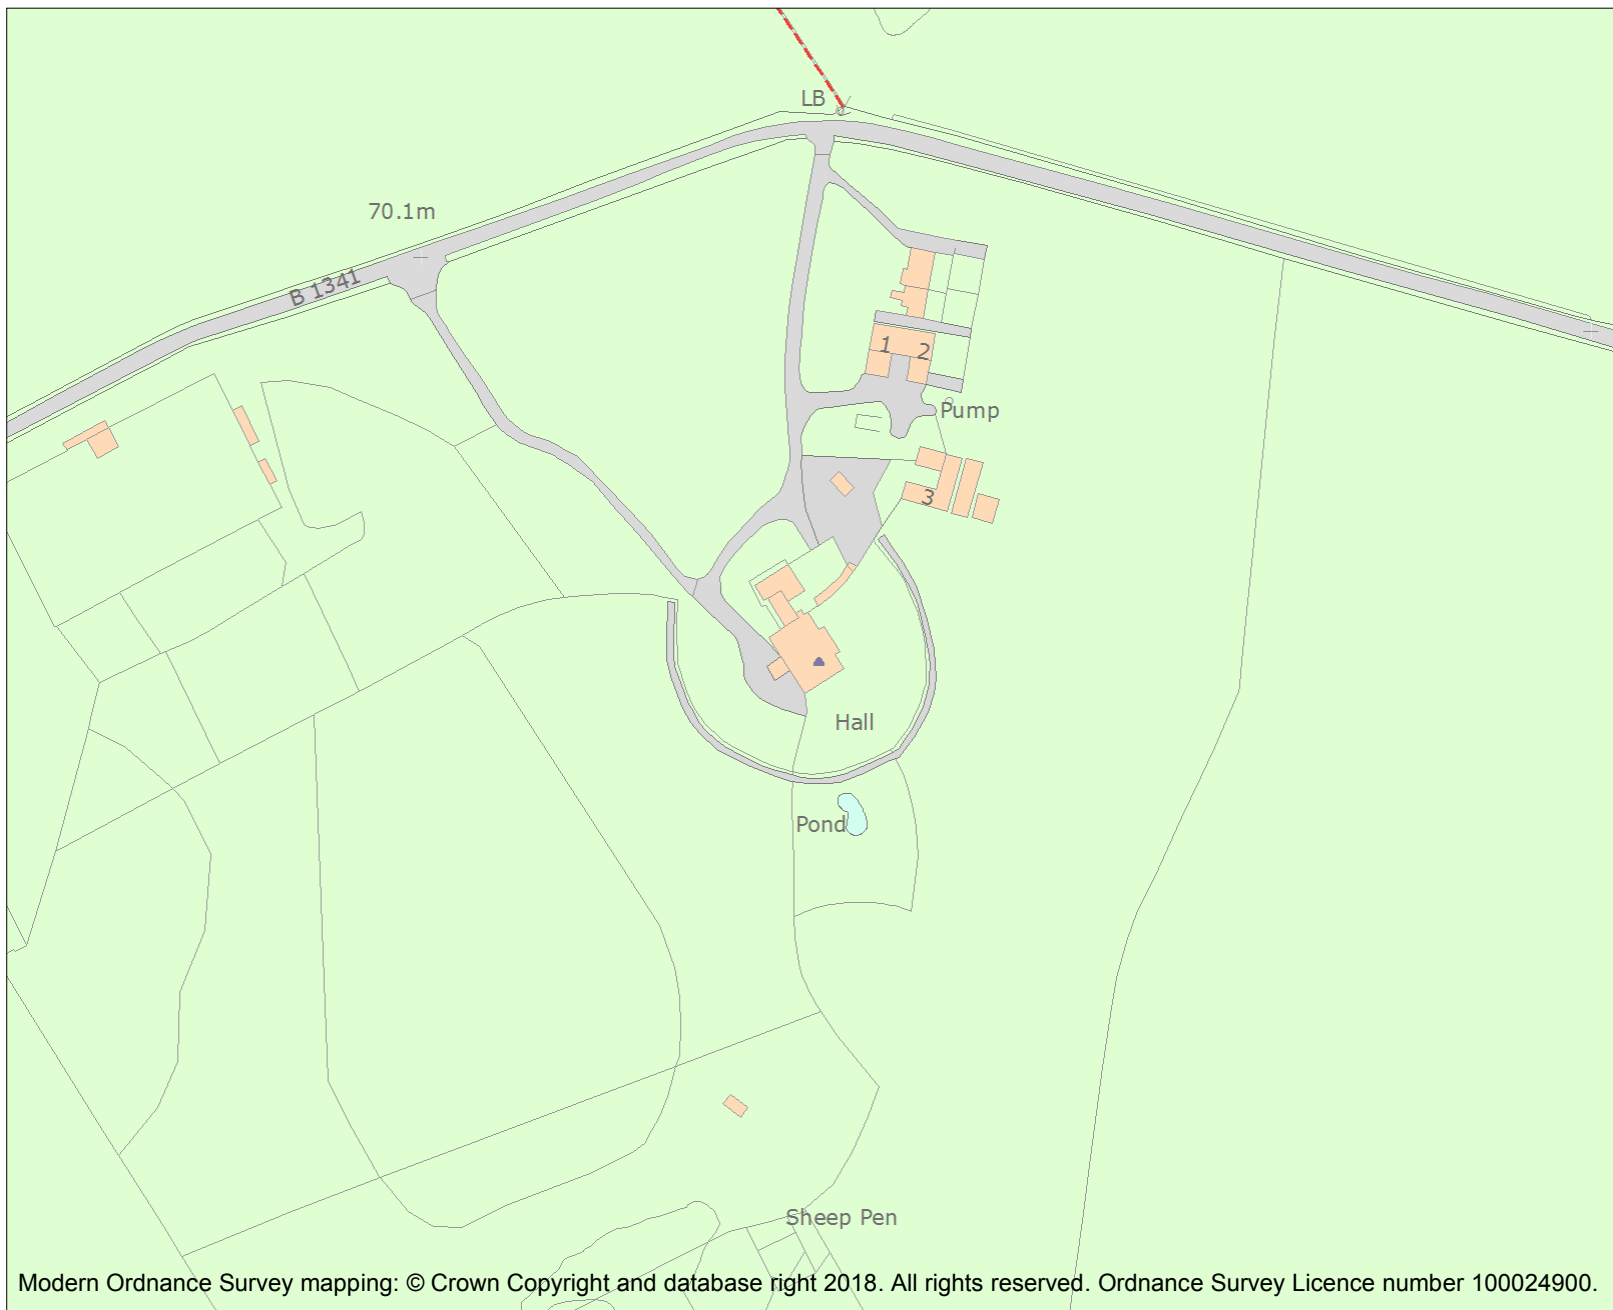 LB
70.1m
B 1341
1 2
Pump
3
Hall
Pond
Sheep Pen
Modern Ordnance Survey mapping: © Crown Copyright and database right 2018. All rights reserved. Ordnance Survey Licence number 100024900.